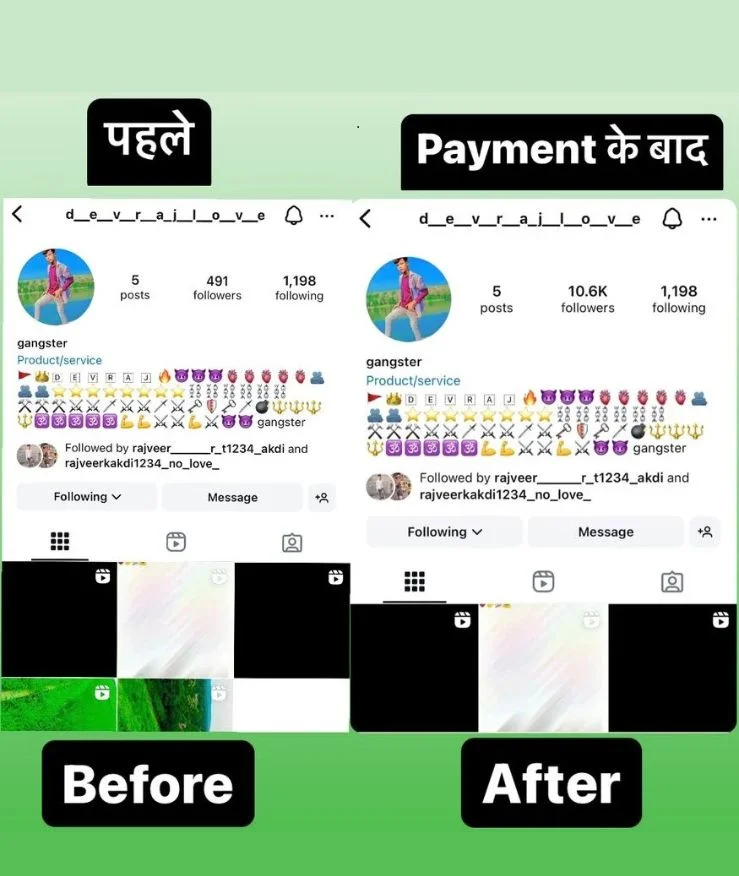 पहले
Payment के बाद
d__e__v__r__a_j__l__o__v__e
5
posts
491
followers
1,198
following
gangster
Product/service
🚩👑🄳 🄴 🅅 🅁 🄰 🄹 🔥😈😈😈🫀🫀🫀🫀🫀👥
gangster
Followed by rajveer______r_t1234_akdi and
rajveerkakdi1234_no_love_
Following
Message
d__e__v__r__a_j__l__o__v__e
5
posts
10.6K
followers
1,198
following
gangster
Product/service
🚩👑🄳 🄴 🅅 🅁 🄰 🄹 🔥😈😈😈🫀🫀🫀🫀🫀👥
gangster
Followed by rajveer______r_t1234_akdi and
rajveerkakdi1234_no_love_
Following
Message
Before
After